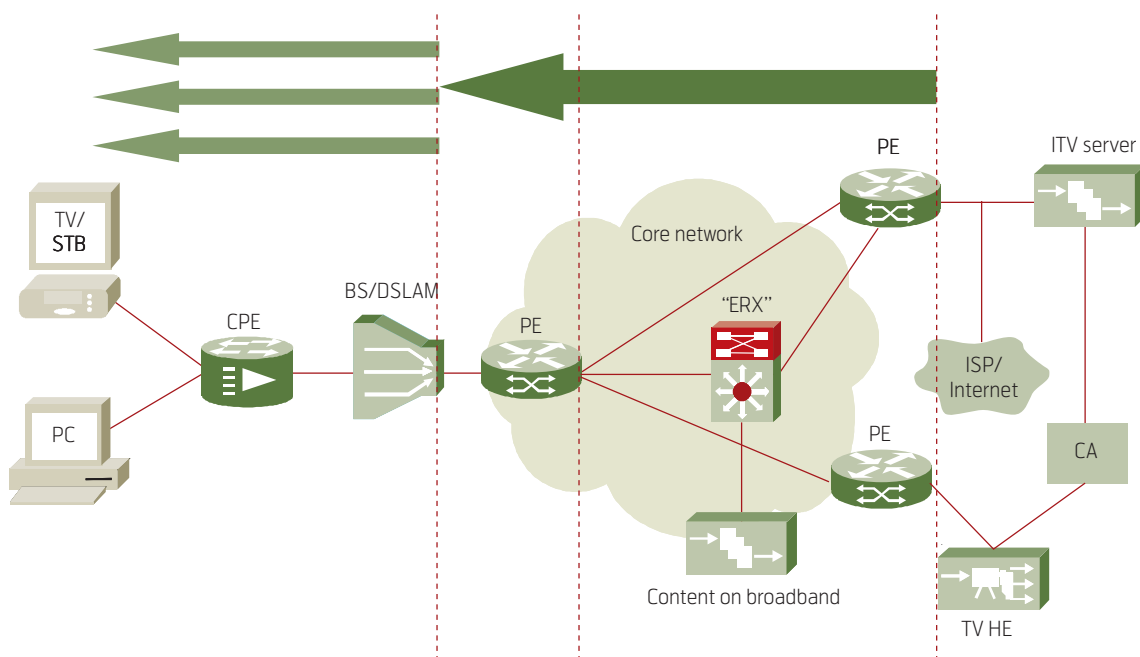 PE
ITV server
TV/
STB
Core network
BS/DSLAM
“ERX”
CPE
PE
ISP/
Internet
PC
PE
CA
Content on broadband
TV HE